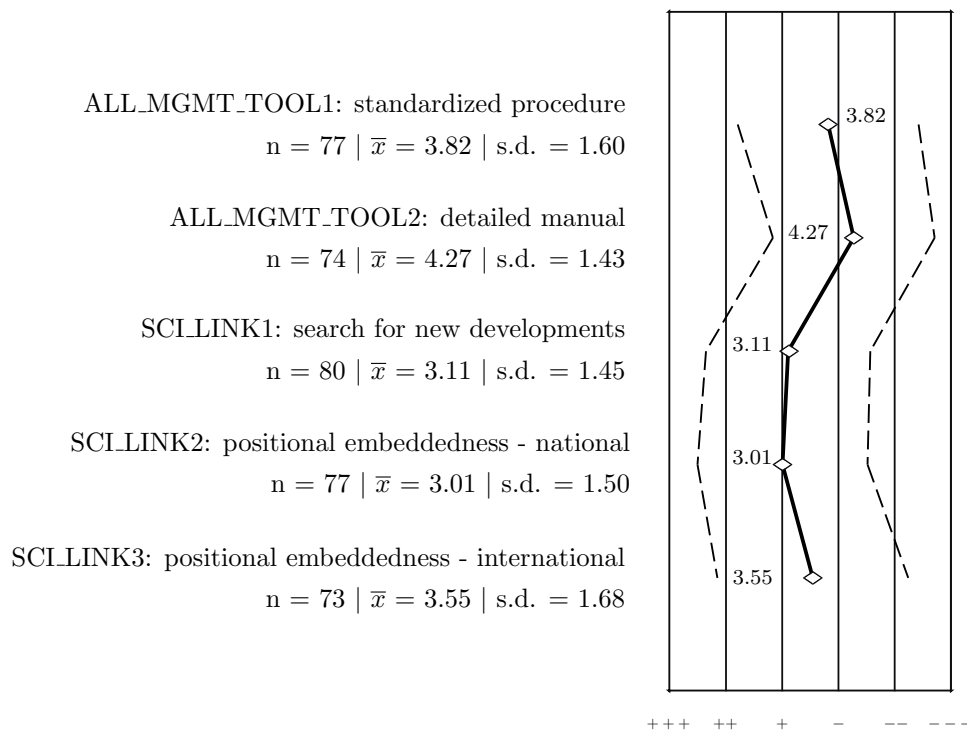 ALL_MGMT_TOOL1: standardized procedure
n = 77 | x̅ = 3.82 | s.d. = 1.60
3.82
ALL_MGMT_TOOL2: detailed manual
n = 74 | x̅ = 4.27 | s.d. = 1.43
4.27
SCI_LINK1: search for new developments
n = 80 | x̅ = 3.11 | s.d. = 1.45
3.11
SCI_LINK2: positional embeddedness - national
n = 77 | x̅ = 3.01 | s.d. = 1.50
3.01
SCI_LINK3: positional embeddedness - international
n = 73 | x̅ = 3.55 | s.d. = 1.68
3.55
+++ ++ + − −− −−−